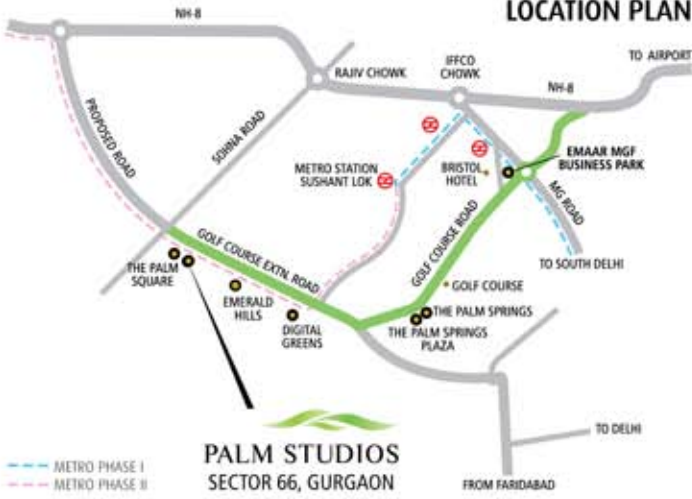 LOCATION PLAN
NH-8
TO AIRPORT
IFFCO
CHOWK
RAJIV CHOWK
NH-8
PROPOSED ROAD
SOHNA ROAD
METRO STATION
SUSHANT LOK
BRISTOL
HOTEL
EMAAR MGF
BUSINESS PARK
MG ROAD
GOLF COURSE ROAD
GOLF COURSE EXTN. ROAD
TO SOUTH DELHI
THE PALM
SQUARE
EMERALD
HILLS
DIGITAL
GREENS
GOLF COURSE
THE PALM SPRINGS
THE PALM SPRINGS
PLAZA
PALM STUDIOS
SECTOR 66, GURGAON
TO DELHI
FROM FARIDABAD
METRO PHASE I
METRO PHASE II